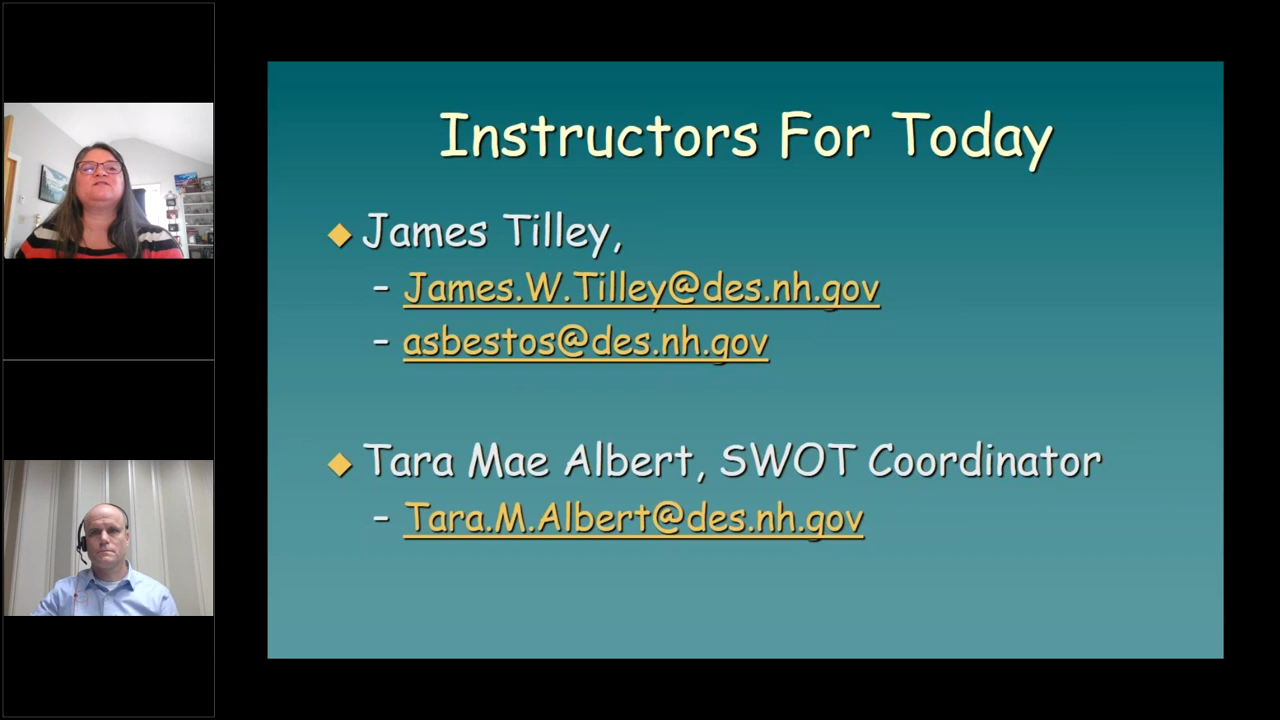 Instructors For Today
James Tilley,
– James.W.Tilley@des.nh.gov
– asbestos@des.nh.gov
Tara Mae Albert, SWOT Coordinator
– Tara.M.Albert@des.nh.gov